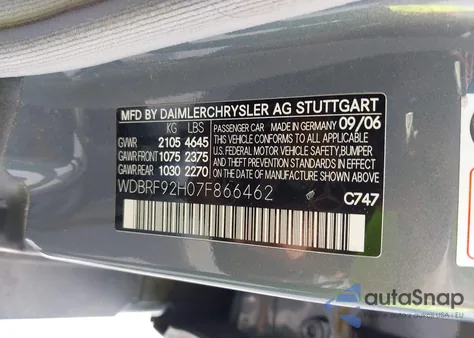 MFD BY DAIMLERCHRYSLER AG STUTTGART
KG LBS PASSENGER CAR MADE IN GERMANY 09/06
GVWR 2105 4645 THIS VEHICLE CONFORMS TO ALL APPLICABLE
GAWR FRONT 1075 2375 U.S. FEDERAL MOTOR VEHICLE SAFETY,BUMPER
GAWR REAR 1030 2270 AND THEFT PREVENTION STANDARDS IN EFFECT
ON THE DATE OF MANUFACTURE SHOWN ABOVE.
WDBRF92H07F866462 C747
autoSnap